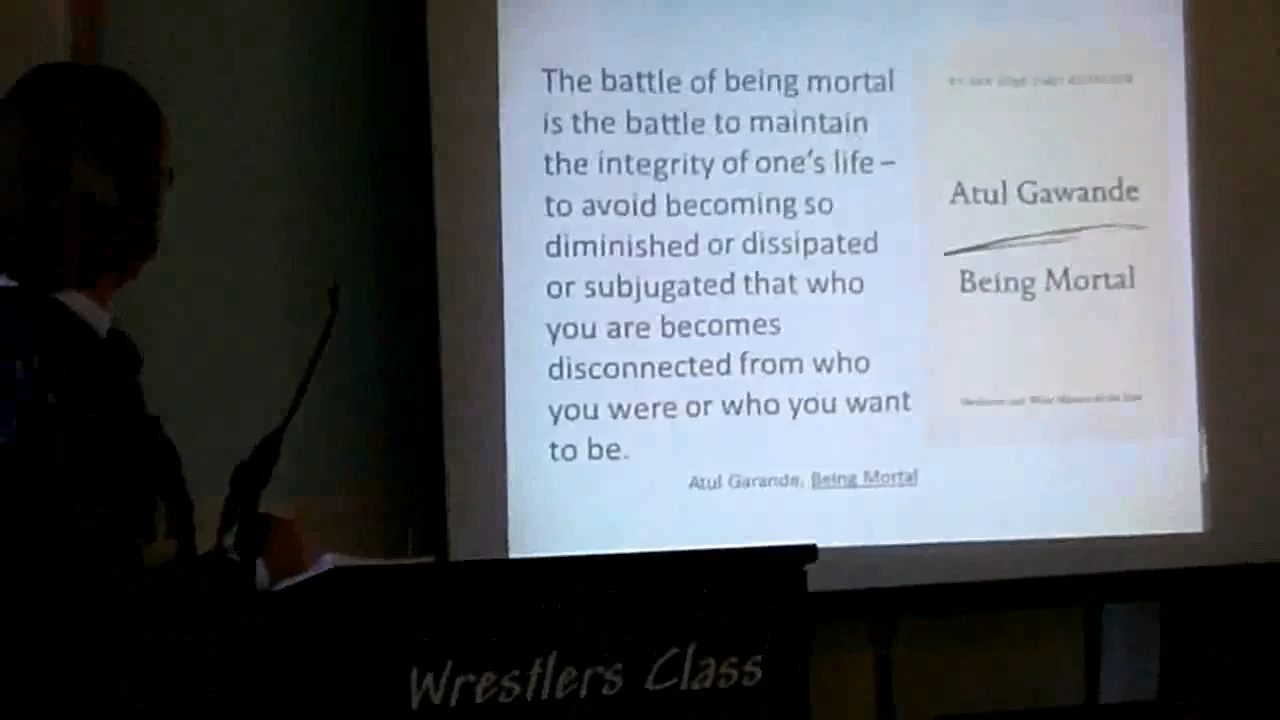 The battle of being mortal
is the battle to maintain
the integrity of one's life –
to avoid becoming so
diminished or dissipated
or subjugated that who
you are becomes
disconnected from who
you were or who you want
to be.
Atul Garande, Being Mortal
Atul Gawande
Being Mortal
Wrestlers Class